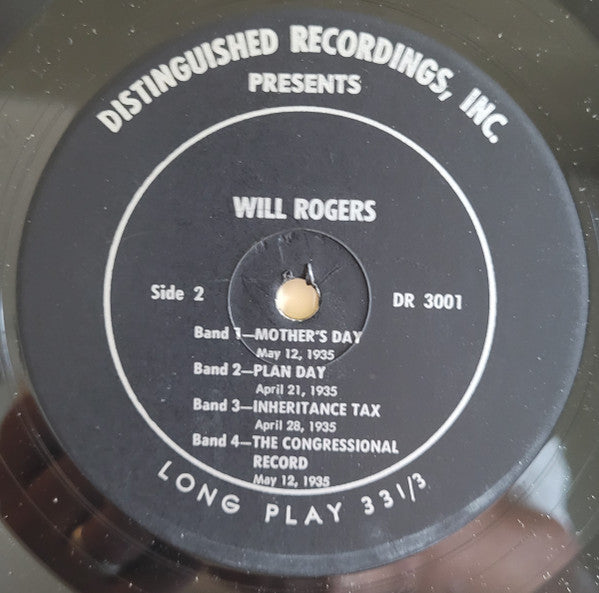 DISTINGUISHED RECORDINGS, INC.
PRESENTS
WILL ROGERS
Side 2
DR 3001
Band 1—MOTHER'S DAY
May 12, 1935
Band 2—PLAN DAY
April 21, 1935
Band 3—INHERITANCE TAX
April 28, 1935
Band 4—THE CONGRESSIONAL
RECORD
May 12, 1935
LONG PLAY 33 1/3